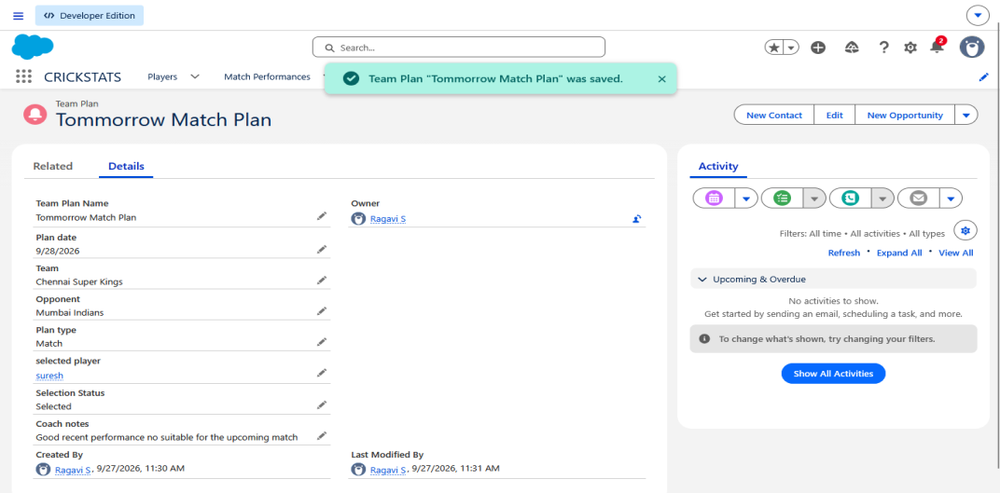 Developer Edition
Search...
2
CRICKSTATS
Players
Match Performances
Team Plan "Tommorrow Match Plan" was saved.
Team Plan
Tommorrow Match Plan
New Contact
Edit
New Opportunity
Related
Details
Team Plan Name
Tommorrow Match Plan
Owner
Ragavi S
Plan date
9/28/2026
Team
Chennai Super Kings
Opponent
Mumbai Indians
Plan type
Match
selected player
suresh
Selection Status
Selected
Coach notes
Good recent performance no suitable for the upcoming match
Created By
Ragavi S, 9/27/2026, 11:30 AM
Last Modified By
Ragavi S, 9/27/2026, 11:31 AM
Activity
Filters: All time • All activities • All types
Refresh • Expand All • View All
Upcoming & Overdue
No activities to show.
Get started by sending an email, scheduling a task, and more.
To change what's shown, try changing your filters.
Show All Activities